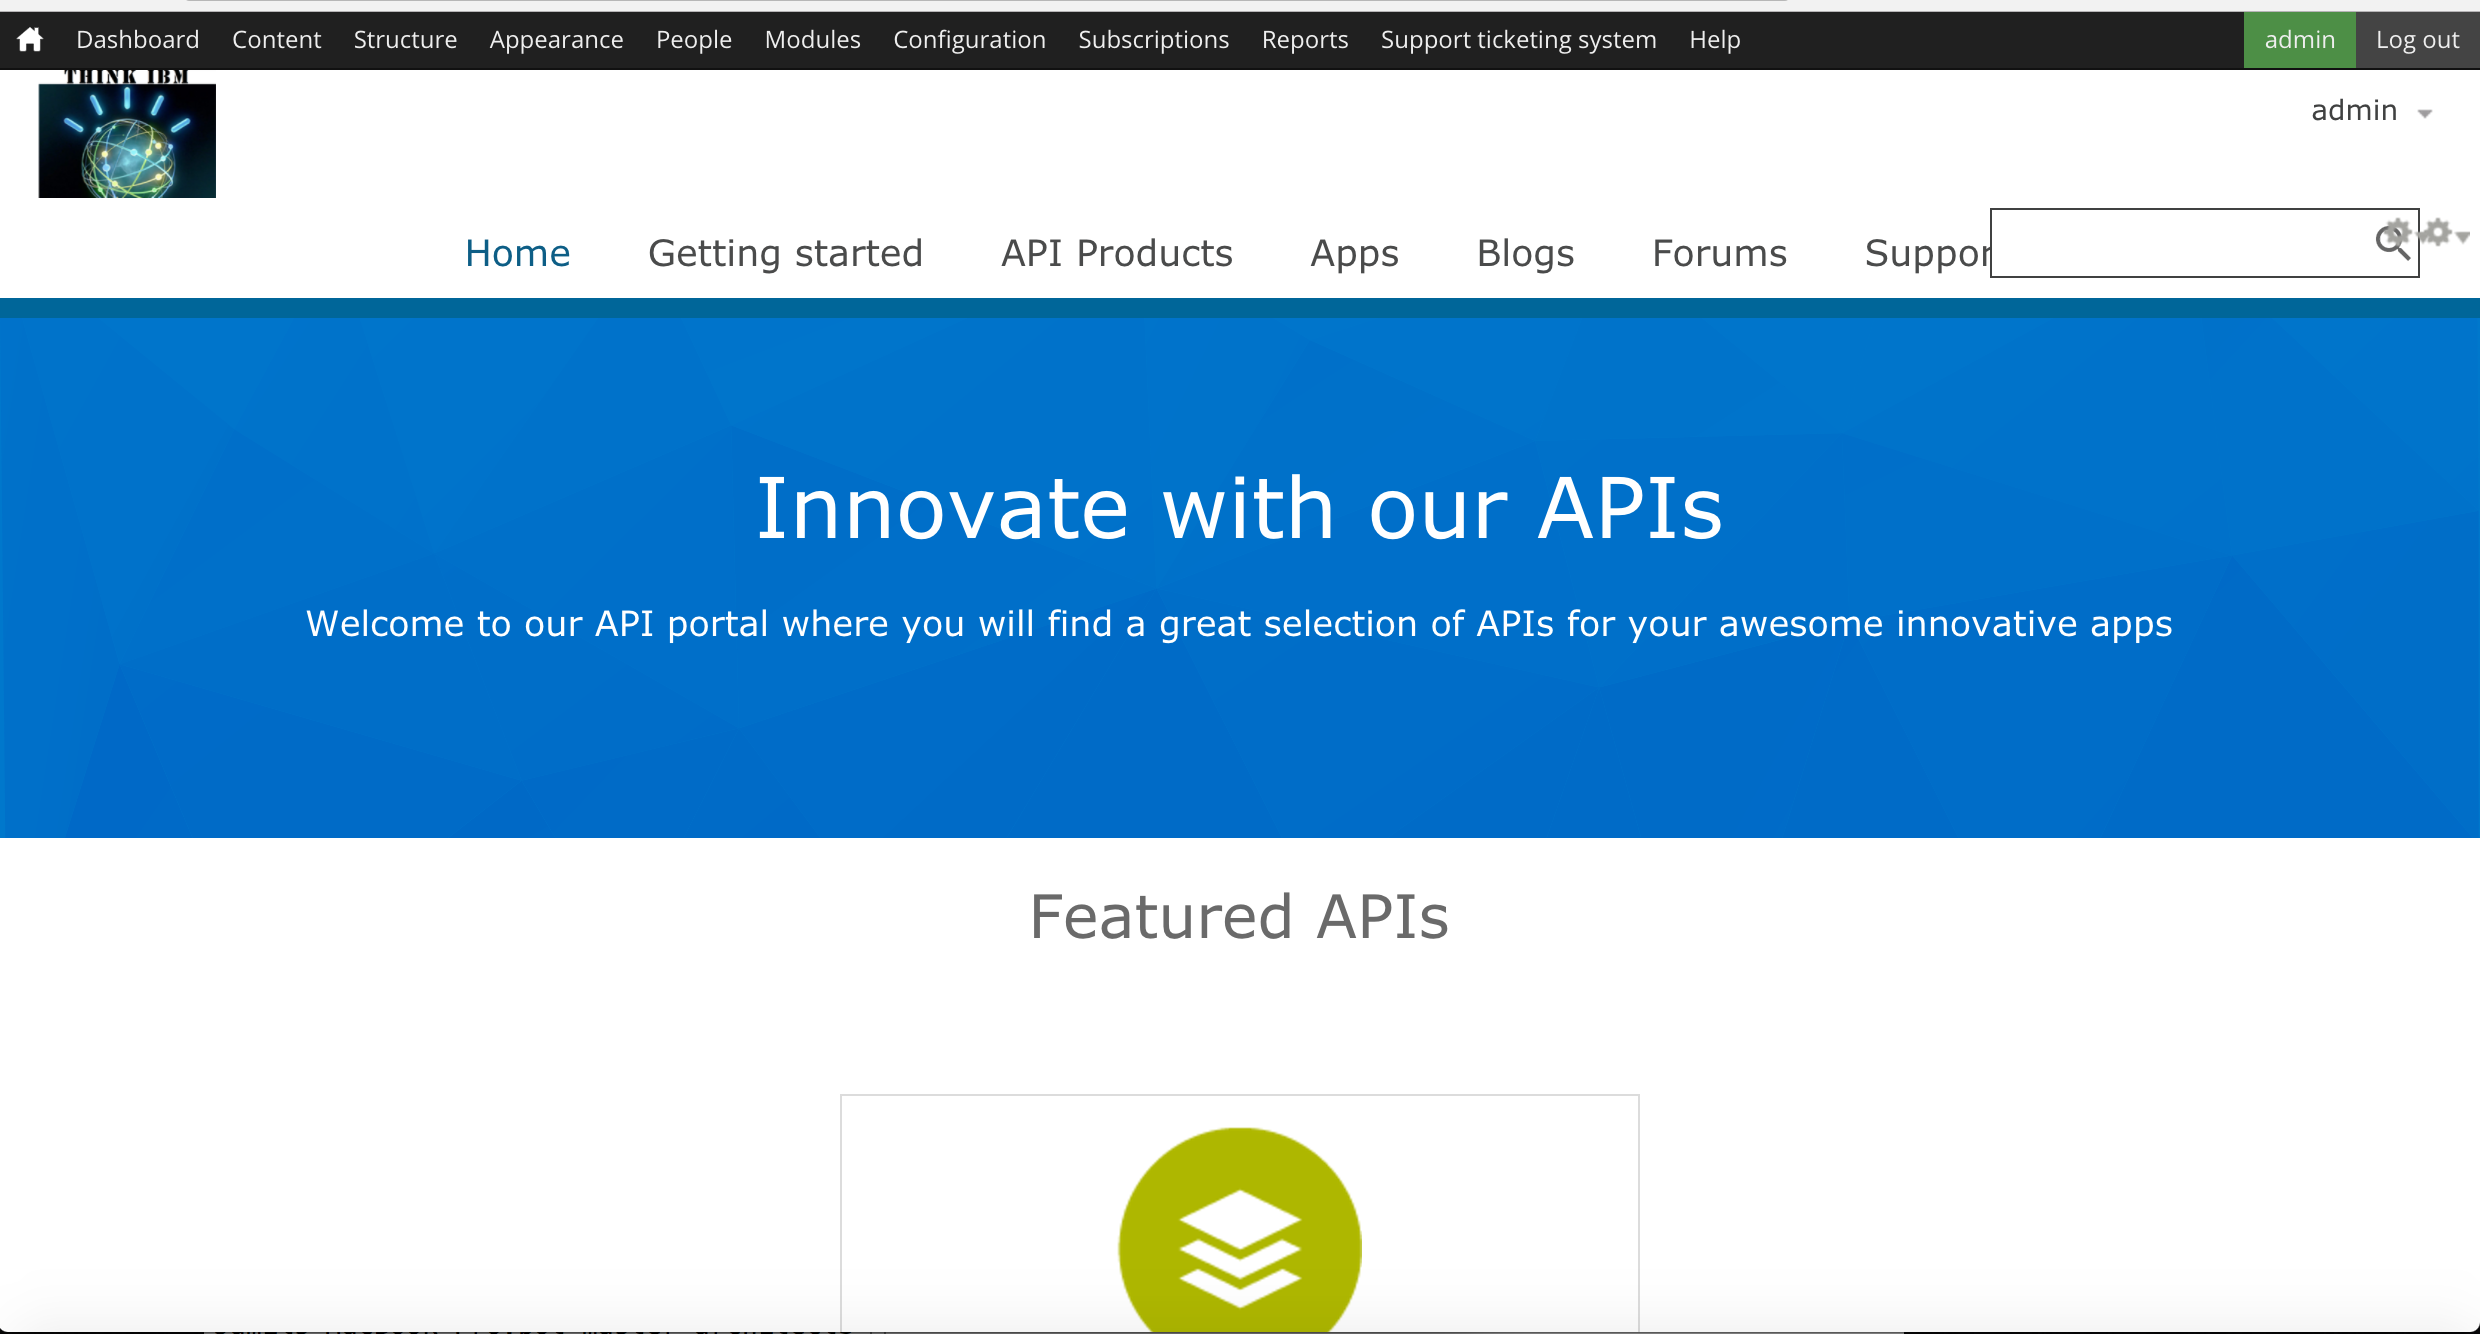 Dashboard Content Structure Appearance People Modules Configuration Subscriptions Reports Support ticketing system Help admin Log out
THINK IBM
admin
Home Getting started API Products Apps Blogs Forums Suppor
Innovate with our APIs
Welcome to our API portal where you will find a great selection of APIs for your awesome innovative apps
Featured APIs